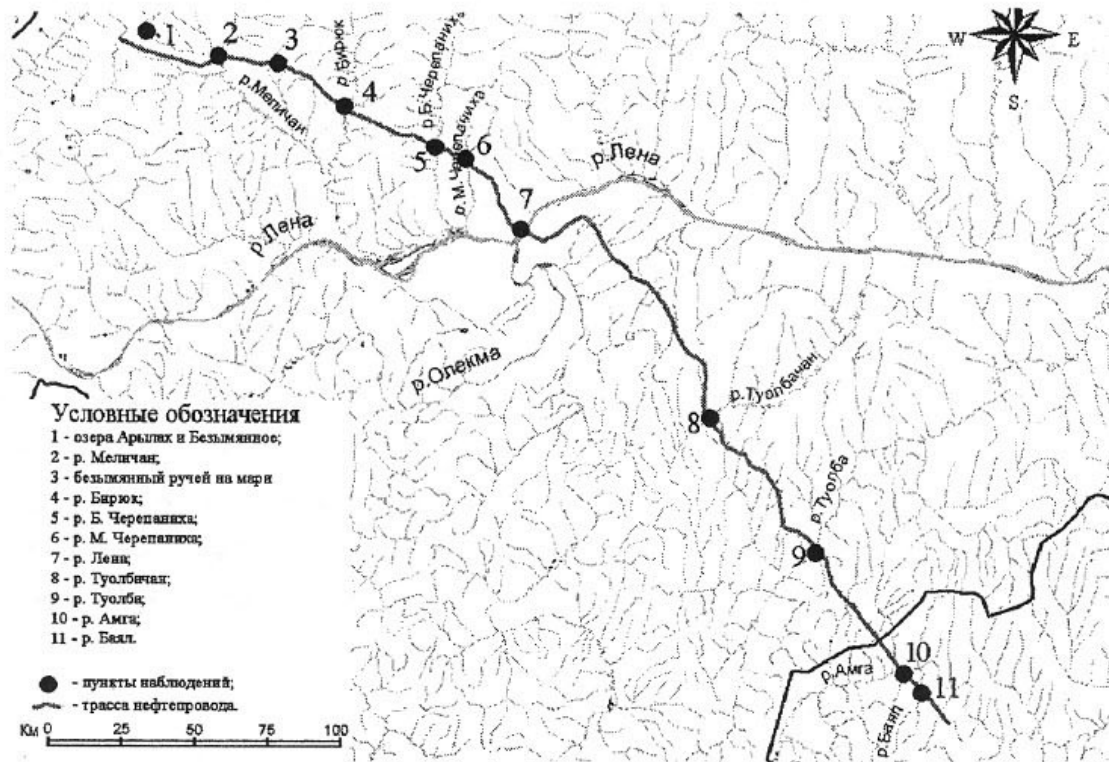 1
2
3
4
5
6
7
8
9
10
11
р.Меличан
р.Бирюк
р.Б. Черепаниха
р.М. Черепаниха
р.Лена
р.Лена
р.Олекма
р.Туолбачан
р.Туолба
р.Амга
р.Баял
W
E
S
Условные обозначения
1 - озера Арылах и Безымянное;
2 - р. Меличан;
3 - безымянный ручей на мари
4 - р. Бирюк;
5 - р. Б. Черепаниха;
6 - р. М. Черепаниха;
7 - р. Лена;
8 - р. Туолбачан;
9 - р. Туолба;
10 - р. Амга;
11 - р. Баял.
- пункты наблюдений;
- трасса нефтепровода.
Км 0 25 50 100